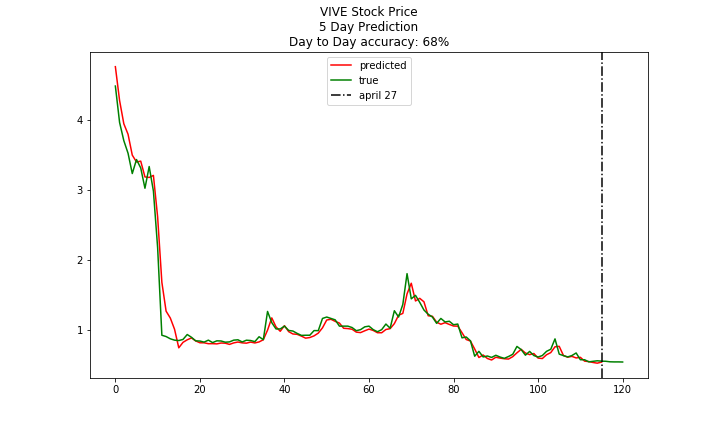 VIVE Stock Price
5 Day Prediction
Day to Day accuracy: 68%
predicted
true
april 27
4
3
2
1
0
20
40
60
80
100
120